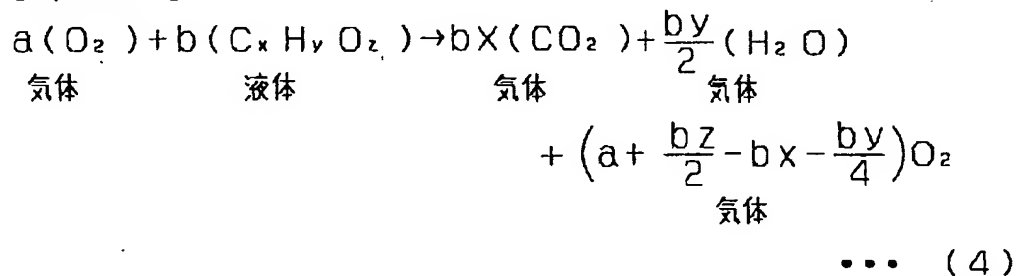 a(O₂)+b(CₓHᵧO𝓏)→bX(CO₂)+by/2(H₂O)
気体 液体 気体 気体
+(a+bz/2-bx-by/4)O₂
気体
••• (4)